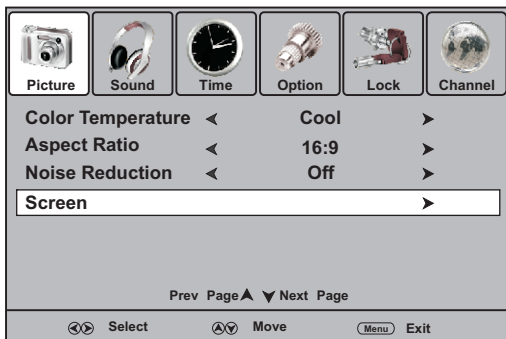 Picture Sound Time Option Lock Channel
Color Temperature Cool
Aspect Ratio 16:9
Noise Reduction Off
Screen
Prev Page Next Page
Select Move Menu Exit